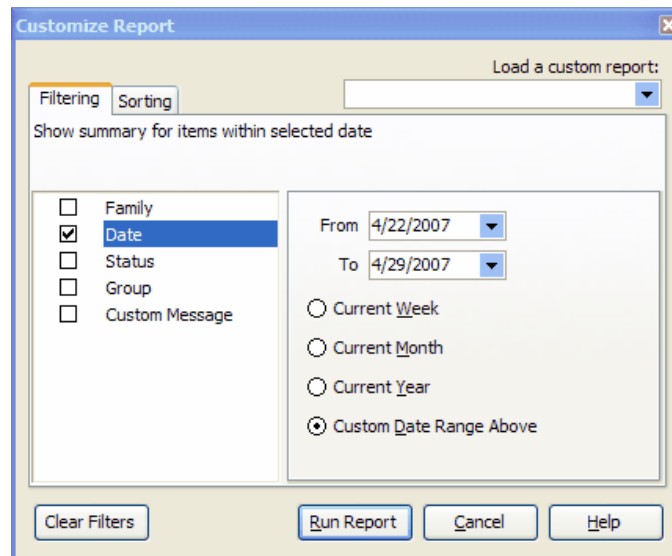 Customize Report
Load a custom report:
Filtering Sorting
Show summary for items within selected date
Family
Date
Status
Group
Custom Message
From 4/22/2007
To 4/29/2007
Current Week
Current Month
Current Year
Custom Date Range Above
Clear Filters Run Report Cancel Help